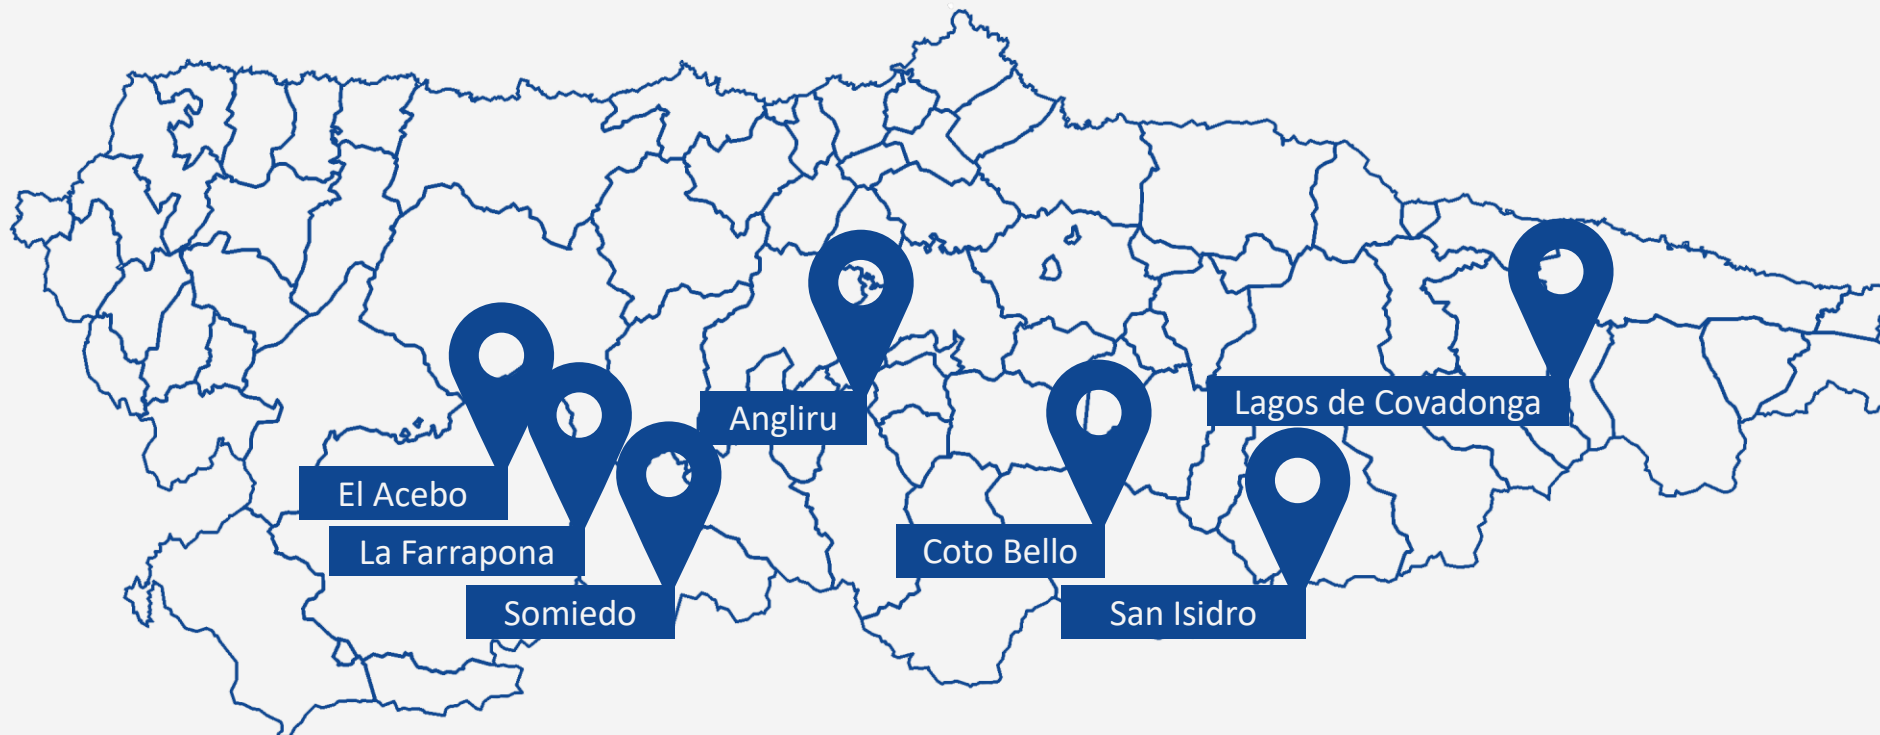 Lagos de Covadonga
Angliru
El Acebo
La Farrapona
Coto Bello
Somiedo
San Isidro